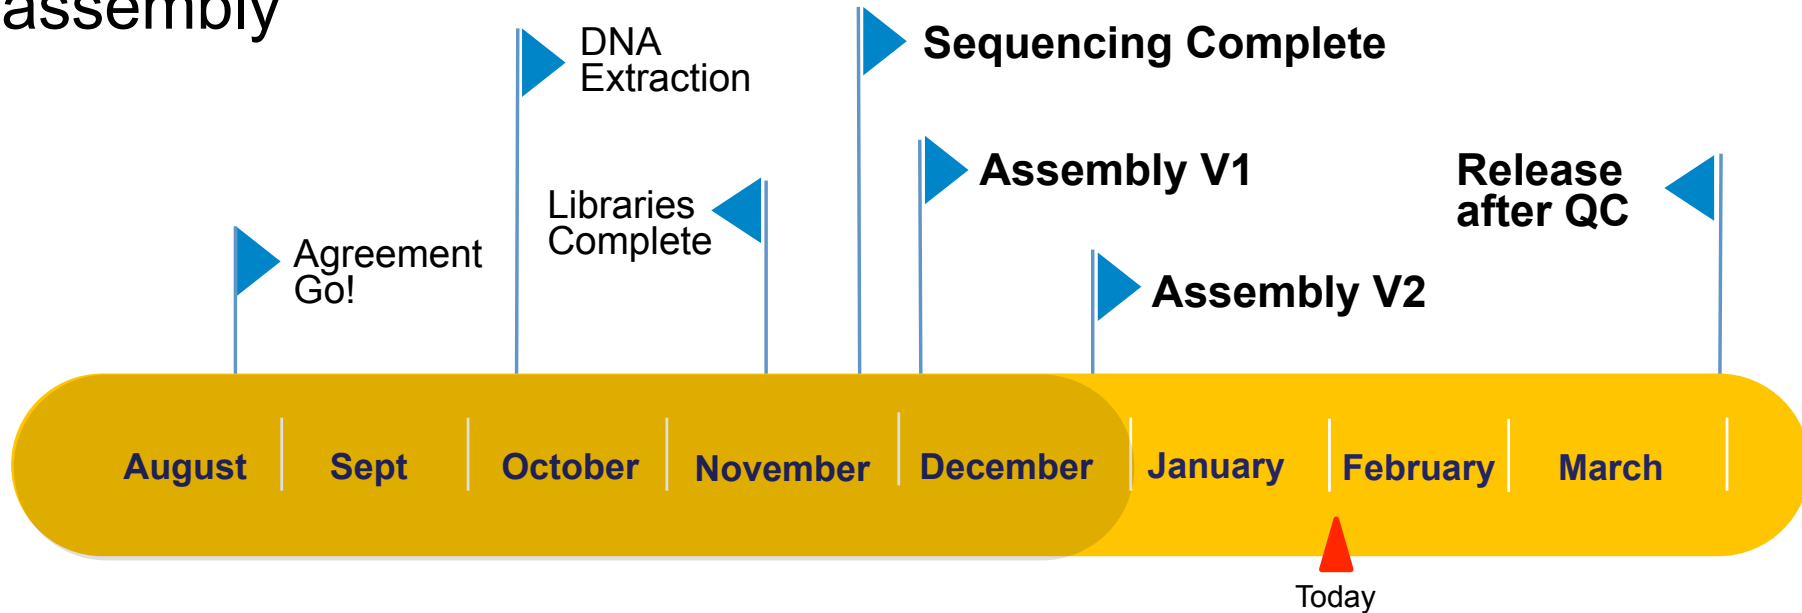 assembly
DNA
Extraction
Sequencing Complete
Assembly V1
Release
after QC
Libraries
Complete
Agreement
Go!
Assembly V2
August
Sept
October
November
December
January
February
March
Today